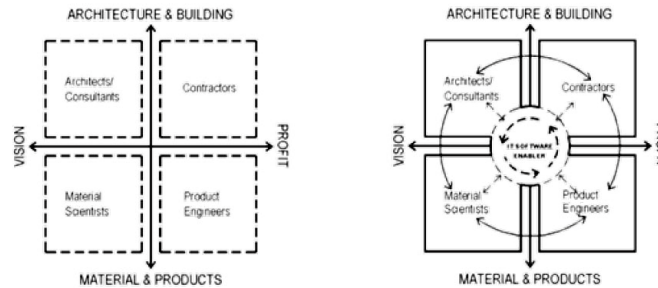 ARCHITECTURE & BUILDING
Architects/
Consultants
Contractors
VISION
PROFIT
Material
Scientists
Product
Engineers
MATERIAL & PRODUCTS
ARCHITECTURE & BUILDING
Architects/
Consultants
Contractors
VISION
IT SOFTWARE
ENABLER
Material
Scientists
Product
Engineers
MATERIAL & PRODUCTS